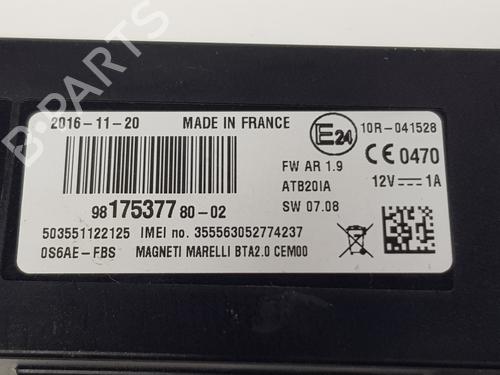 B-PARTS
2016-11-20 MADE IN FRANCE
E24 10R-041528
FW AR 1.9 CE 0470
ATB20IA 12V 1A
98 175377 80-02 SW 07.08
503551122125 IMEI no. 355563052774237
0S6AE-FBS MAGNETI MARELLI BTA2.0 CEM00